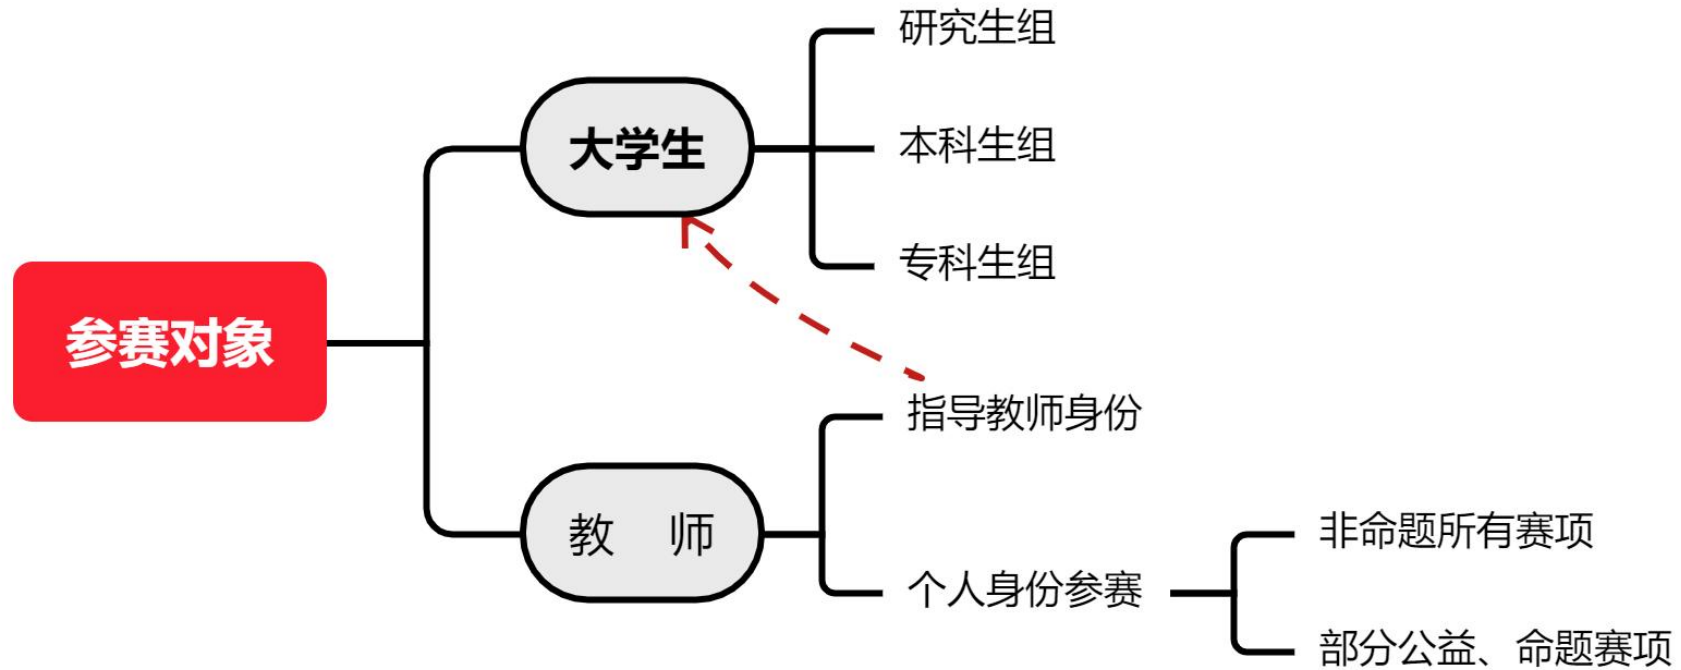 参赛对象
大学生
研究生组
本科生组
专科生组
教 师
指导教师身份
个人身份参赛
非命题所有赛项
部分公益、命题赛项